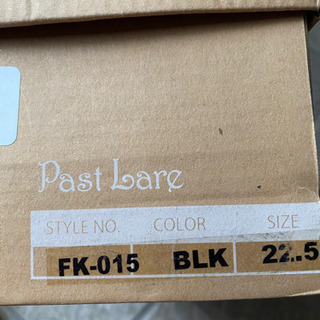 Past Lare
STYLE NO. COLOR SIZE
FK-015 BLK 22.5